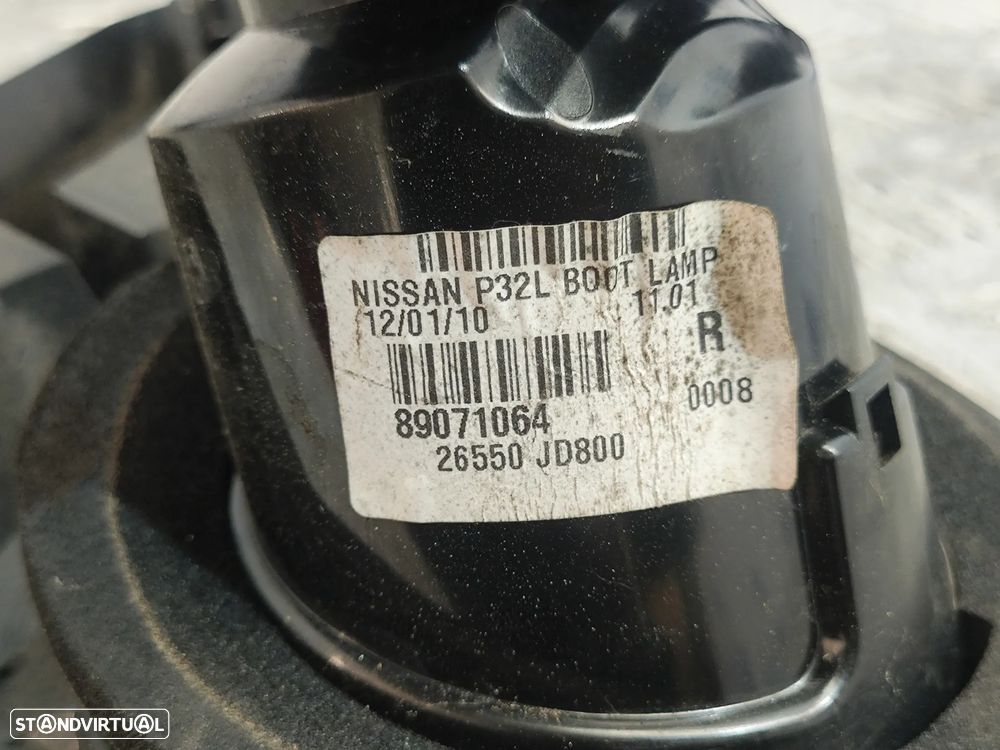 NISSAN P32L BOOT LAMP
12/01/10 11.01
R
89071064 0008
26550 JD800
STANDVIRTUAL